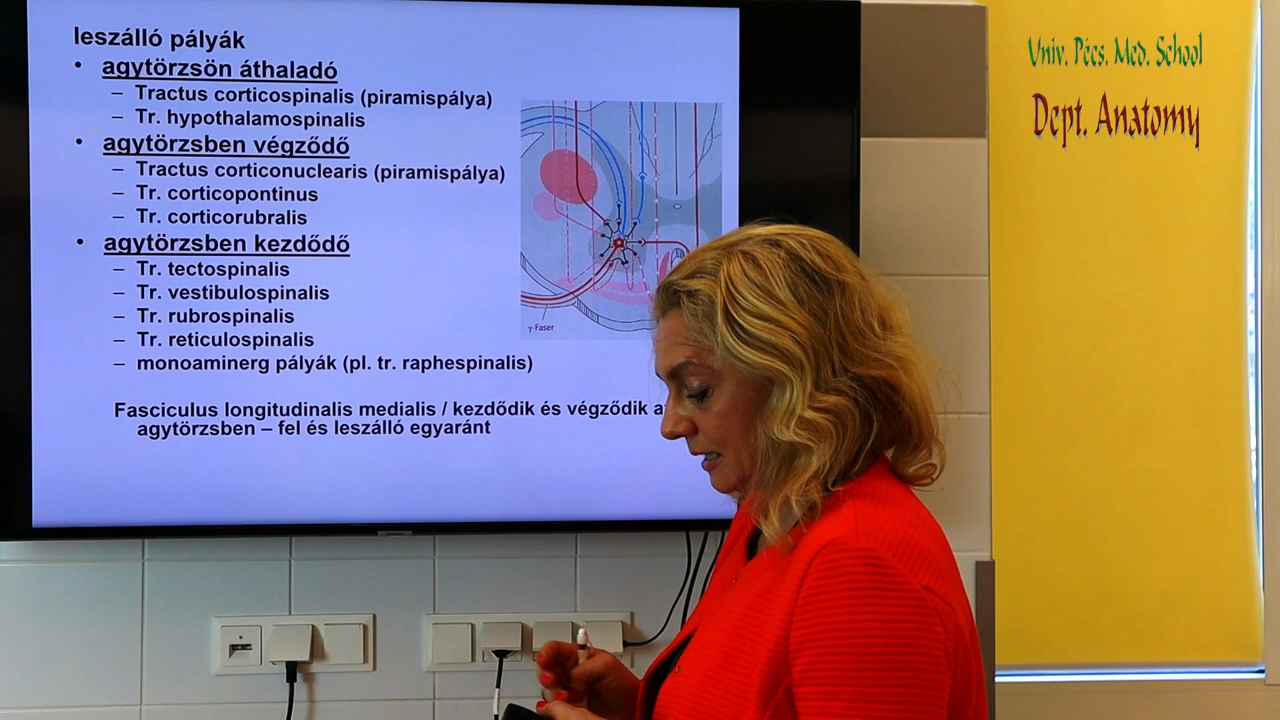 leszálló pályák
• agytörzsön áthaladó
– Tractus corticospinalis (piramispálya)
– Tr. hypothalamospinalis
• agytörzsben végződő
– Tractus corticonuclearis (piramispálya)
– Tr. corticopontinus
– Tr. corticorubralis
• agytörzsben kezdődő
– Tr. tectospinalis
– Tr. vestibulospinalis
– Tr. rubrospinalis
– Tr. reticulospinalis
– monoaminerg pályák (pl. tr. raphespinalis)
Fasciculus longitudinalis medialis / kezdődik és végződik
agytörzsben – fel és leszálló egyaránt
γ-Faser
Univ. Pécs. Med. School
Dept. Anatomy